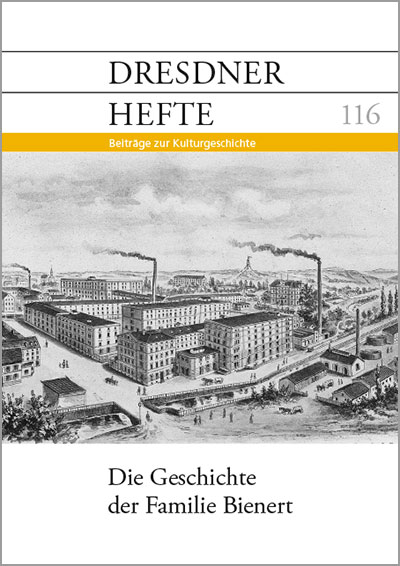 DRESDNER
HEFTE 116
Beiträge zur Kulturgeschichte
Die Geschichte
der Familie Bienert